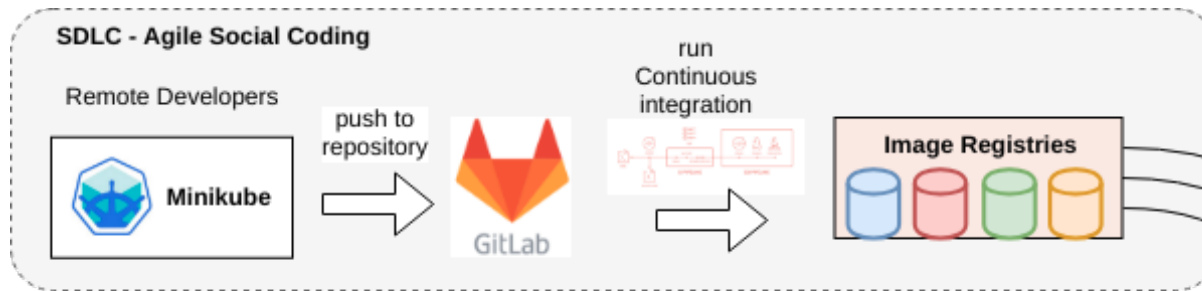 SDLC - Agile Social Coding
Remote Developers
Minikube
push to
repository
GitLab
run
Continuous
integration
Image Registries